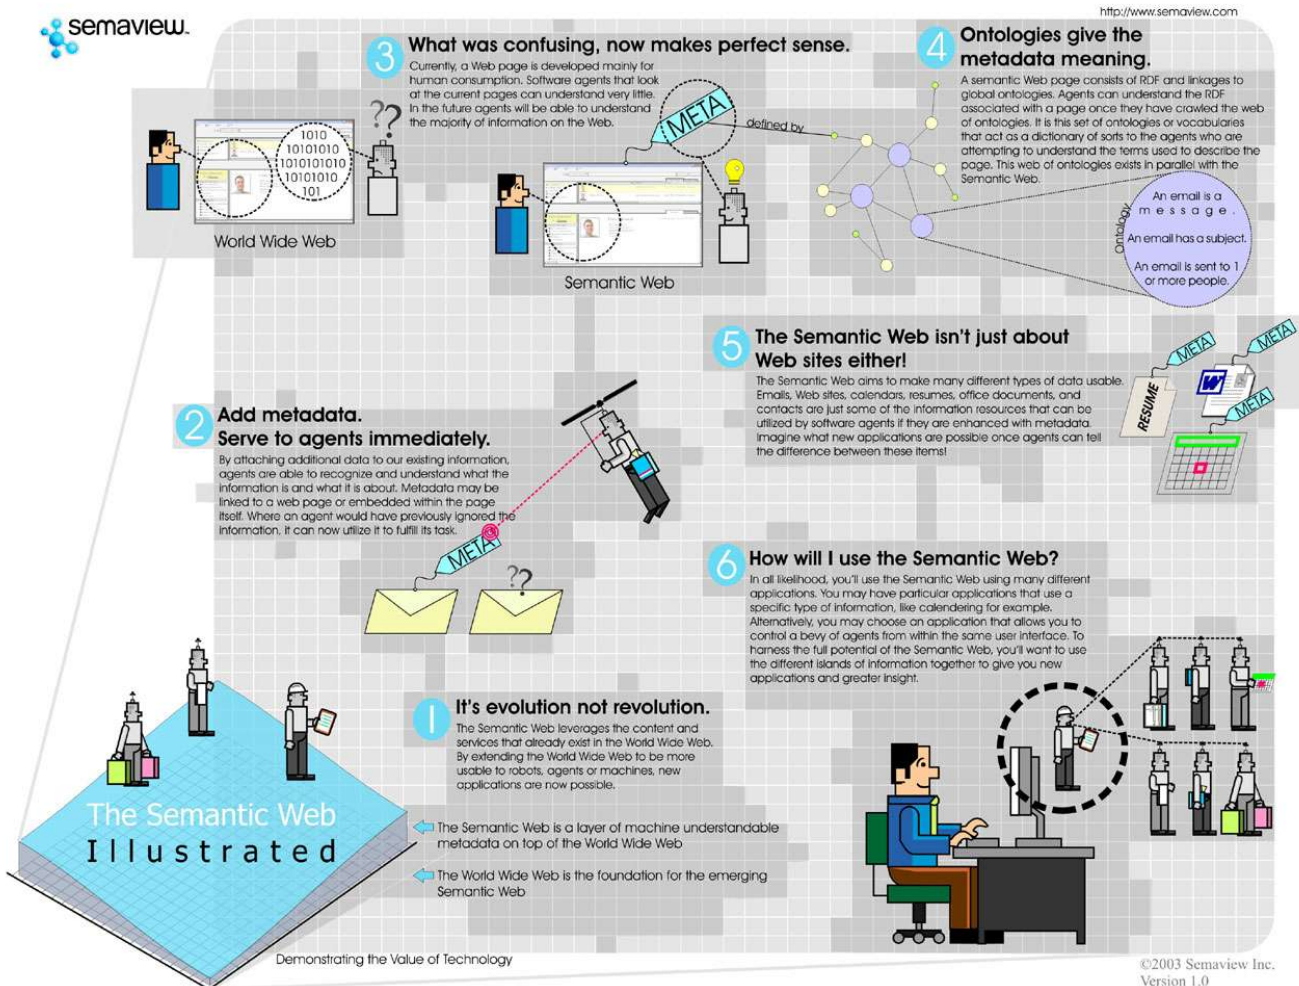 semaview
http://www.semaview.com
3
What was confusing, now makes perfect sense.
Currently, a Web page is developed mainly for
human consumption. Software agents that look
at the current pages can understand very little.
In the future agents will be able to understand
the majority of information on the Web.
1010
10101010
1010101010
10101010
101
??
World Wide Web
META
defined by
Semantic Web
4
Ontologies give the
metadata meaning.
A semantic Web page consists of RDF and linkages to
global ontologies. Agents can understand the RDF
associated with a page once they have crawled the web
of ontologies. It is this set of ontologies or vocabularies
that act as a dictionary of sorts to the agents who are
attempting to understand the terms used to describe the
page. This web of ontologies exists in parallel with the
Semantic Web.
Ontology
An email is a
message.
An email has a subject.
An email is sent to 1
or more people.
5
The Semantic Web isn't just about
Web sites either!
The Semantic Web aims to make many different types of data usable.
Emails, Web sites, calendars, resumes, office documents, and
contacts are just some of the information resources that can be
utilized by software agents if they are enhanced with metadata.
Imagine what new applications are possible once agents can tell
the difference between these items!
META
META
META
RESUME
W
2
Add metadata.
Serve to agents immediately.
By attaching additional data to our existing information,
agents are able to recognize and understand what the
information is and what it is about. Metadata may be
linked to a web page or embedded within the page
itself. Where an agent would have previously ignored the
information, it can now utilize it to fulfill its task.
META
??
6
How will I use the Semantic Web?
In all likelihood, you'll use the Semantic Web using many different
applications. You may have particular applications that use a
specific type of information, like calendering for example.
Alternatively, you may choose an application that allows you to
control a bevy of agents from within the same user interface. To
harness the full potential of the Semantic Web, you'll want to use
the different islands of information together to give you new
applications and greater insight.
1
It's evolution not revolution.
The Semantic Web leverages the content and
services that already exist in the World Wide Web.
By extending the World Wide Web to be more
usable to robots, agents or machines, new
applications are now possible.
The Semantic Web
Illustrated
The Semantic Web is a layer of machine understandable
metadata on top of the World Wide Web
The World Wide Web is the foundation for the emerging
Semantic Web
Demonstrating the Value of Technology
©2003 Semaview Inc.
Version 1.0